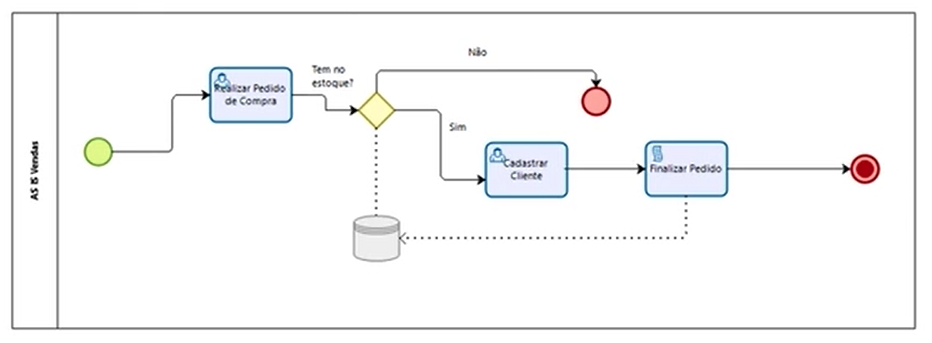 AS IS Vendas
Realizar Pedido
de Compra
Tem no
estoque?
Não
Sim
Cadastrar
Cliente
Finalizar Pedido